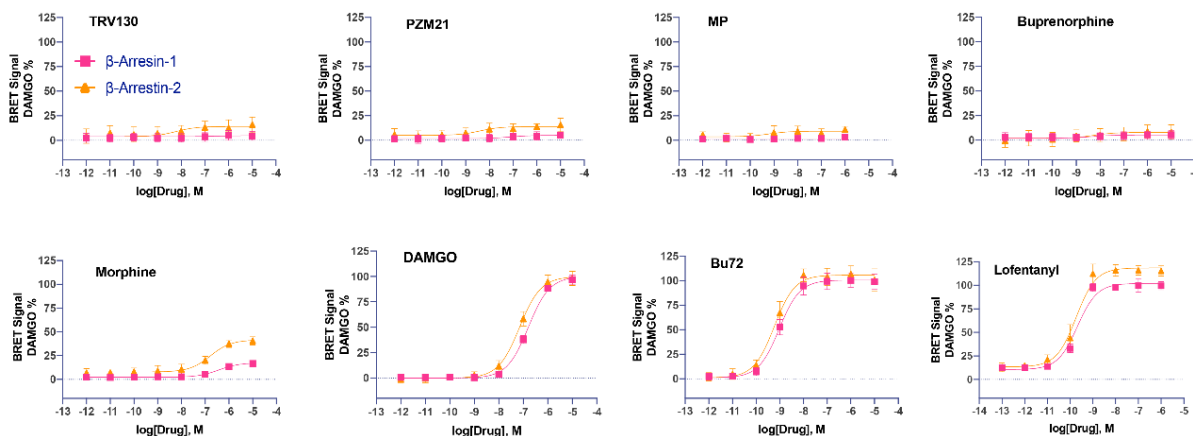 TRV130
125
100
75
50
25
0
BRET Signal
DAMGO %
β-Arresin-1
β-Arrestin-2
-13 -12 -11 -10 -9 -8 -7 -6 -5 -4
log[Drug], M
PZM21
125
100
75
50
25
0
BRET Signal
DAMGO %
-13 -12 -11 -10 -9 -8 -7 -6 -5 -4
log[Drug], M
MP
125
100
75
50
25
0
BRET Signal
DAMGO %
-13 -12 -11 -10 -9 -8 -7 -6 -5 -4
log[Drug], M
Buprenorphine
125
100
75
50
25
0
BRET Signal
DAMGO %
-13 -12 -11 -10 -9 -8 -7 -6 -5 -4
log[Drug], M
Morphine
125
100
75
50
25
0
BRET Signal
DAMGO %
-13 -12 -11 -10 -9 -8 -7 -6 -5 -4
log[Drug], M
DAMGO
125
100
75
50
25
0
BRET Signal
DAMGO %
-13 -12 -11 -10 -9 -8 -7 -6 -5 -4
log[Drug], M
Bu72
125
100
75
50
25
0
BRET Signal
DAMGO %
-13 -12 -11 -10 -9 -8 -7 -6 -5 -4
log[Drug], M
Lofentanyl
125
100
75
50
25
0
BRET Signal
DAMGO %
-14 -13 -12 -11 -10 -9 -8 -7 -6 -5
log[Drug], M